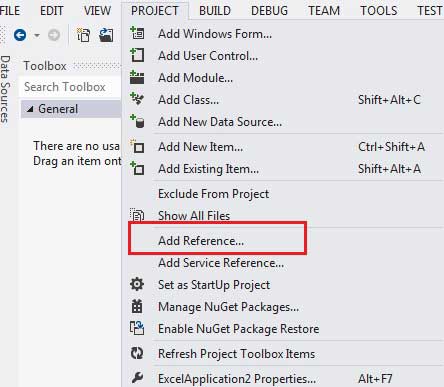 FILE EDIT VIEW PROJECT BUILD DEBUG TEAM TOOLS TEST
Data Sources
Toolbox
Search Toolbox
General
There are no usa
Drag an item ont
Add Windows Form...
Add User Control...
Add Module...
Add Class... Shift+Alt+C
Add New Data Source...
Add New Item... Ctrl+Shift+A
Add Existing Item... Shift+Alt+A
Exclude From Project
Show All Files
Add Reference...
Add Service Reference...
Set as StartUp Project
Manage NuGet Packages...
Enable NuGet Package Restore
Refresh Project Toolbox Items
ExcelApplication2 Properties... Alt+F7